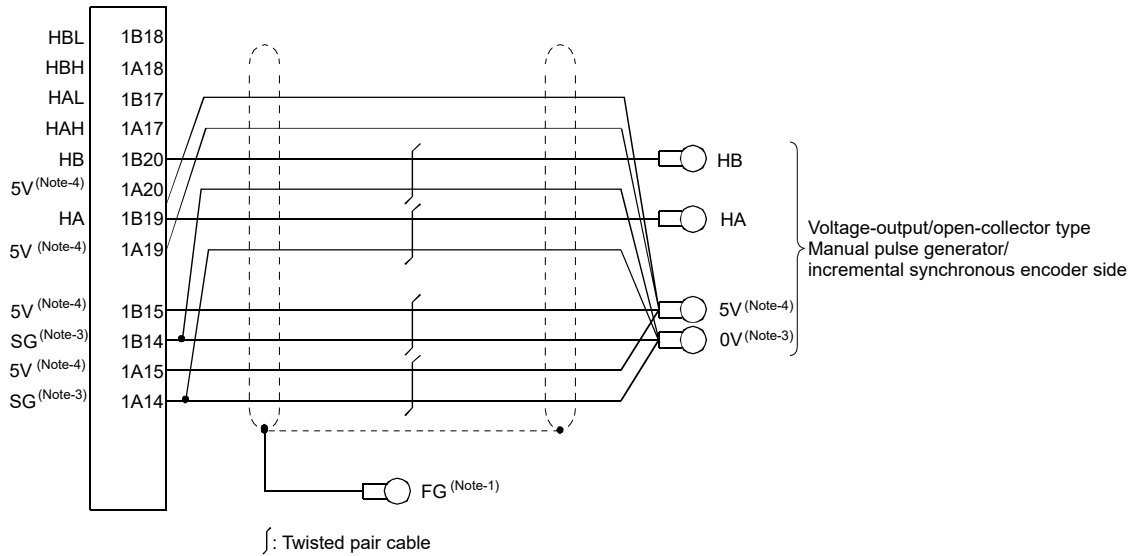 HBL 1B18
HBH 1A18
HAL 1B17
HAH 1A17
HB 1B20 HB
5V (Note-4) 1A20
HA 1B19 HA
5V (Note-4) 1A19
Voltage-output/open-collector type
Manual pulse generator/
incremental synchronous encoder side
5V (Note-4) 1B15 5V (Note-4)
SG (Note-3) 1B14 0V (Note-3)
5V (Note-4) 1A15
SG (Note-3) 1A14
FG (Note-1)
: Twisted pair cable